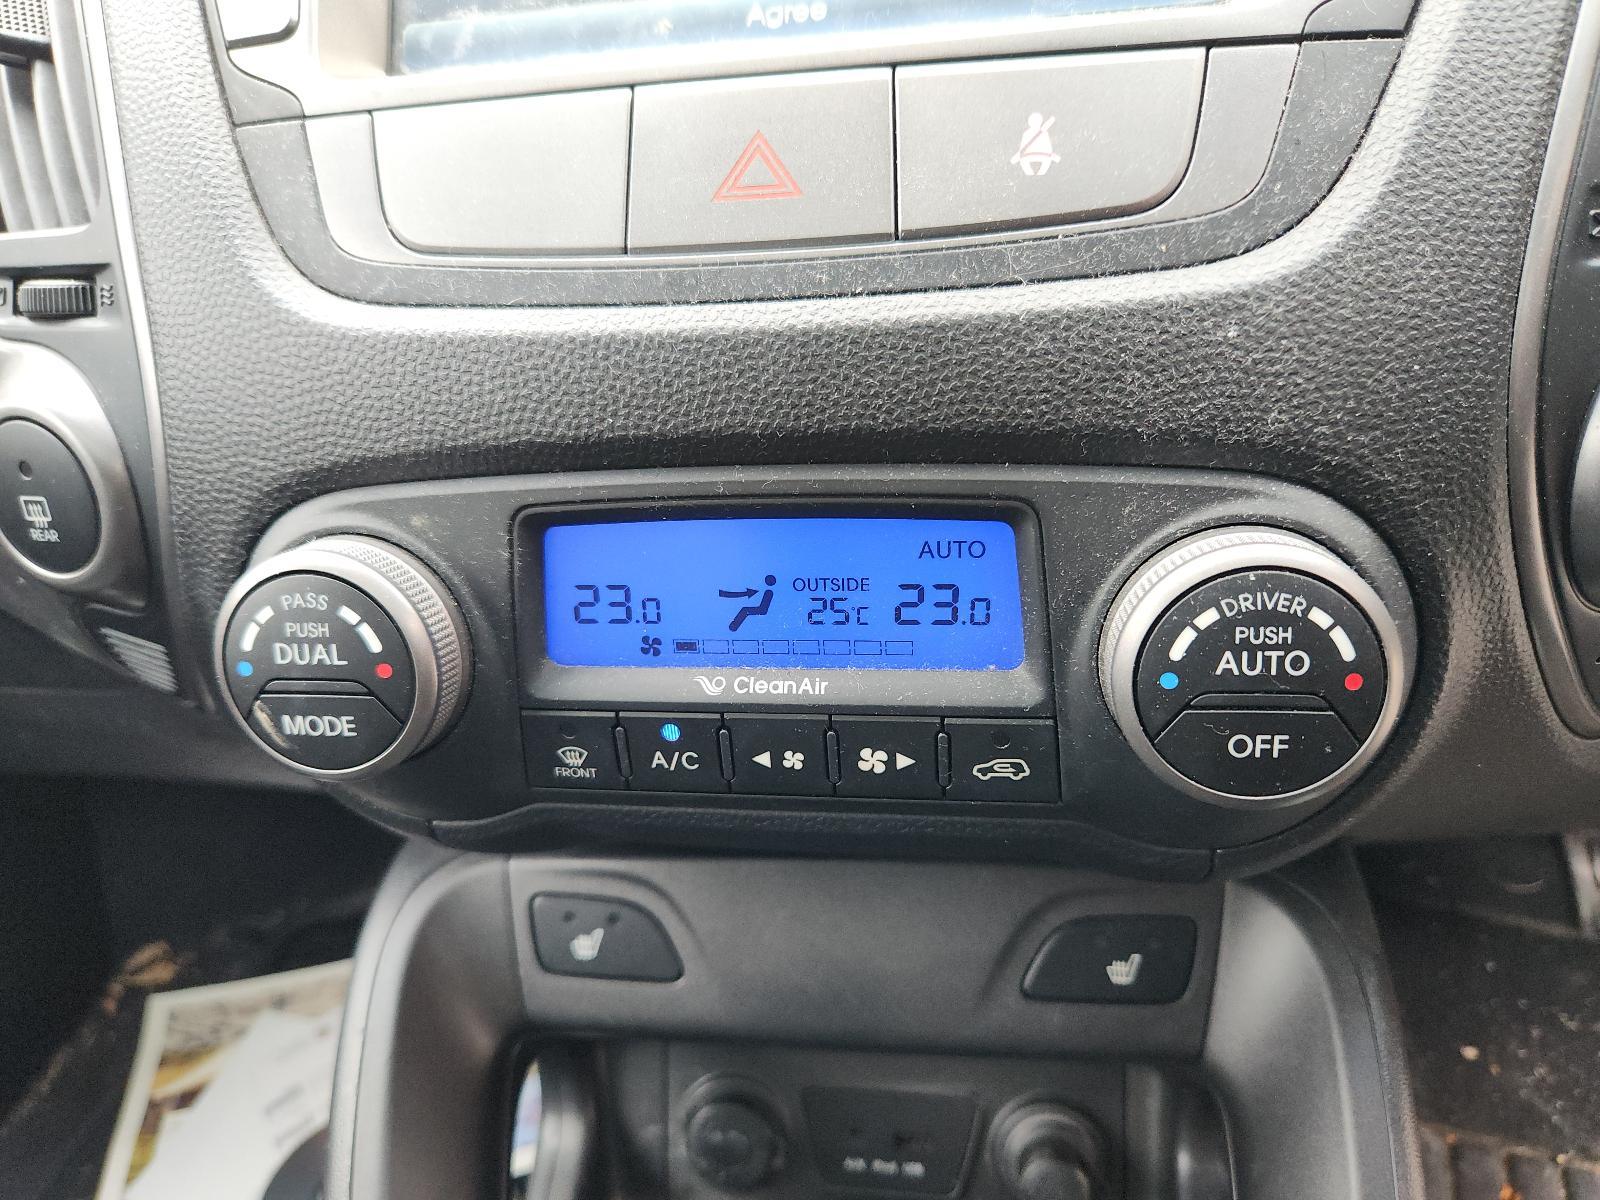 Agree
REAR
AUTO
23.0
OUTSIDE
25°C
23.0
CleanAir
PASS
PUSH
DUAL
MODE
DRIVER
PUSH
AUTO
OFF
FRONT
A/C